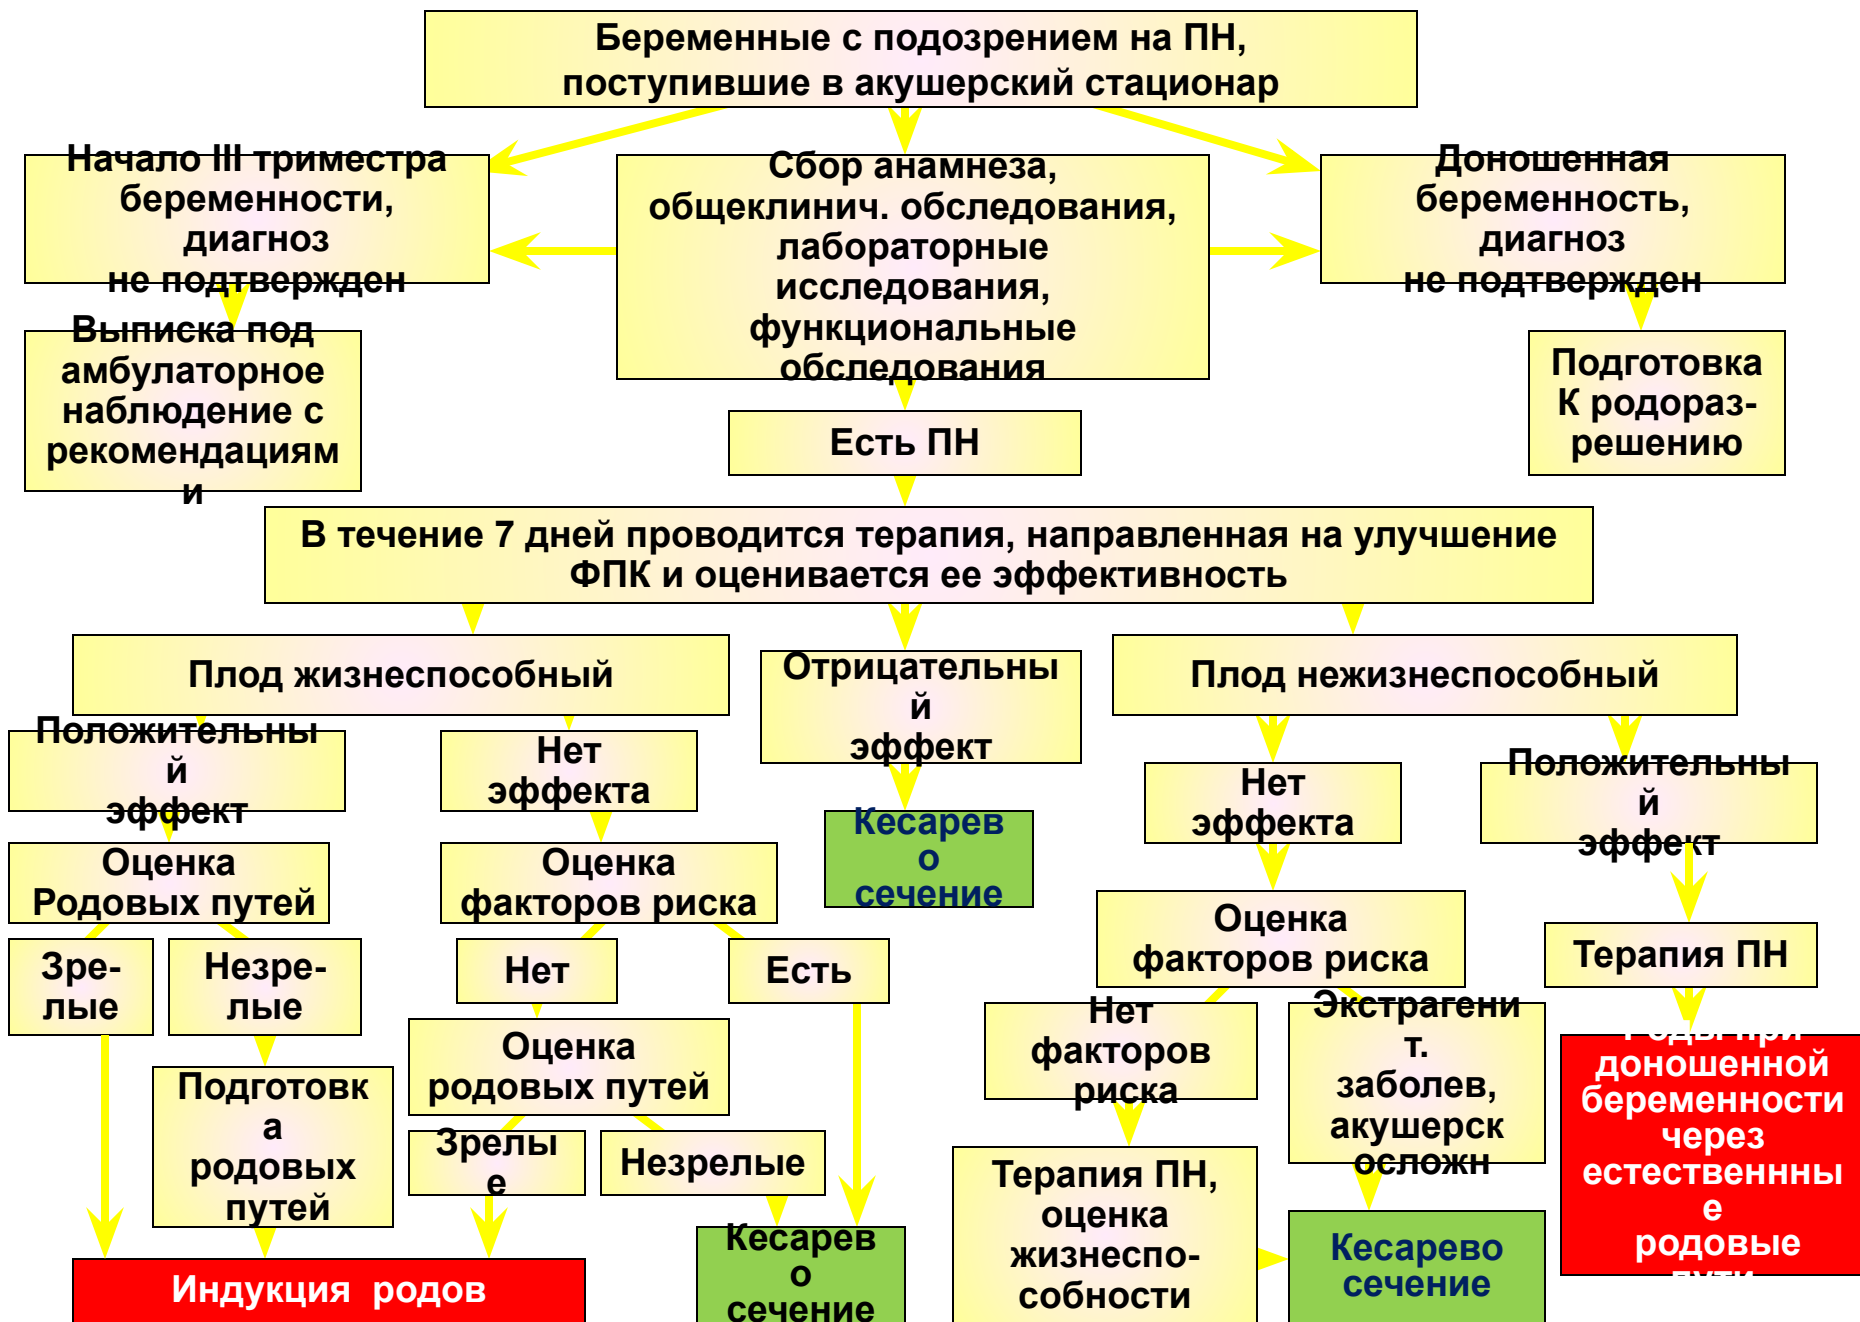 Беременные с подозрением на ПН,
поступившие в акушерский стационар
Начало III триместра
беременности,
диагноз
не подтвержден
Сбор анамнеза,
общеклинич. обследования,
лабораторные
исследования,
функциональные
обследования
Доношенная
беременность,
диагноз
не подтвержден
Выписка под
амбулаторное
наблюдение с
рекомендациям
и
Подготовка
К родораз-
решению
Есть ПН
В течение 7 дней проводится терапия, направленная на улучшение
ФПК и оценивается ее эффективность
Плод жизнеспособный
Отрицательны
й
эффект
Плод нежизнеспособный
Положительны
й
эффект
Нет
эффекта
Кесарев
о
сечение
Нет
эффекта
Положительны
й
эффект
Оценка
Родовых путей
Оценка
факторов риска
Оценка
факторов риска
Терапия ПН
Зре-
лые
Незре-
лые
Нет
Есть
Нет
факторов
риска
Экстрагени
т.
заболев,
акушерск
осложн
Роды при
доношенной
беременности
через
естественнны
е
родовые
пути
Подготовк
а
родовых
путей
Оценка
родовых путей
Зрелы
е
Незрелые
Терапия ПН,
оценка
жизнеспо-
собности
Кесарево
сечение
Индукция родов
Кесарев
о
сечение